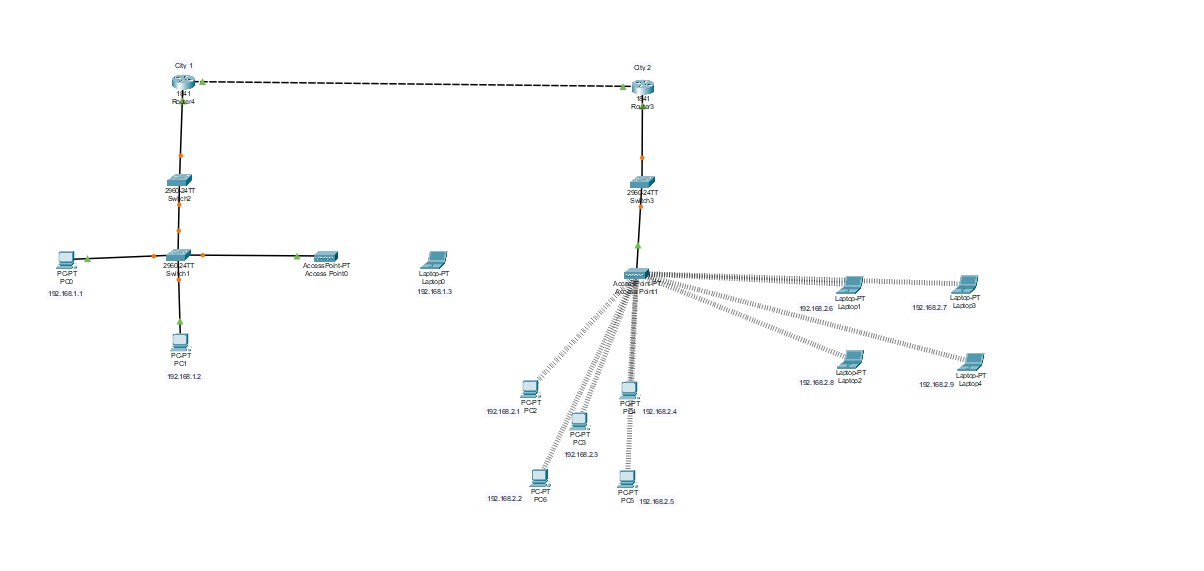 City 1
1841
Router4
City 2
1841
Router3
2960-24TT
Switch2
2960-24TT
Switch3
PC-PT
PC0
192.168.1.1
2960-24TT
Switch1
AccessPoint-PT
Access Point0
Laptop-PT
Laptop0
192.168.1.3
AccessPoint-PT
Access Point1
Laptop-PT
Laptop1
192.168.2.6
Laptop-PT
Laptop3
192.168.2.7
PC-PT
PC1
192.168.1.2
Laptop-PT
Laptop2
192.168.2.8
Laptop-PT
Laptop4
192.168.2.9
PC-PT
PC2
192.168.2.1
PC-PT
PC4
192.168.2.4
PC-PT
PC3
192.168.2.3
PC-PT
PC6
192.168.2.2
PC-PT
PC5
192.168.2.5